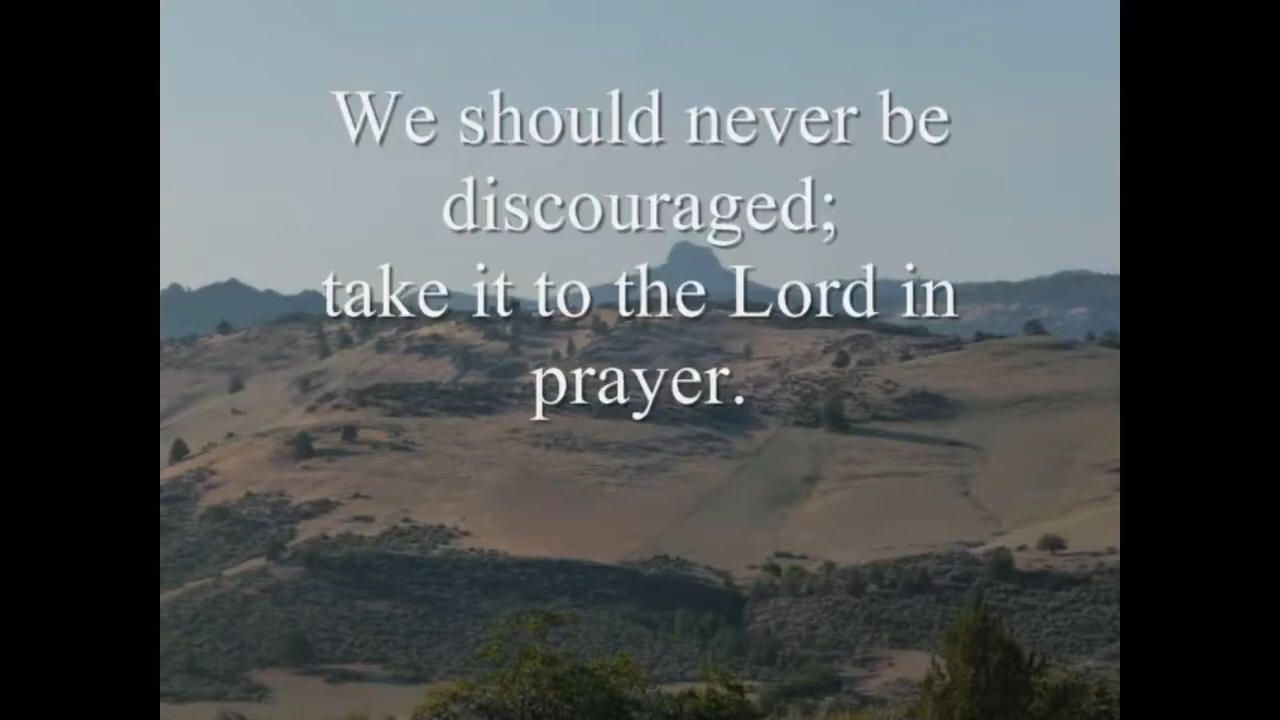 We should never be
discouraged;
take it to the Lord in
prayer.